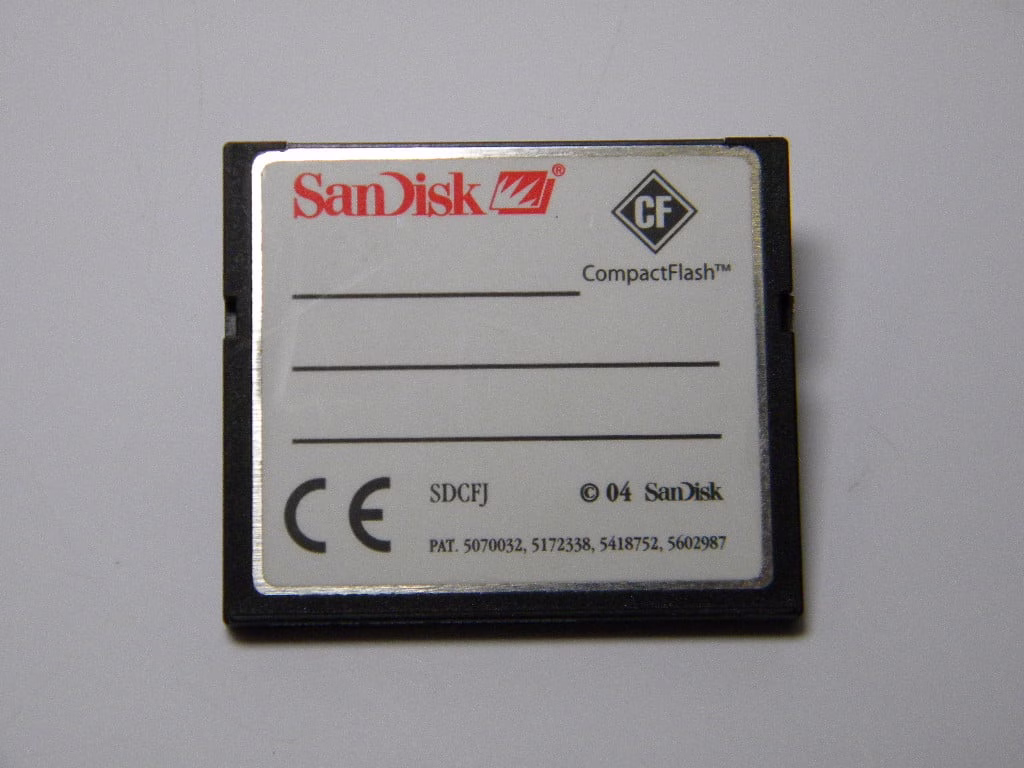 SanDisk ®
CF
CompactFlash™
CE SDCFJ © 04 SanDisk
PAT. 5070032, 5172338, 5418752, 5602987